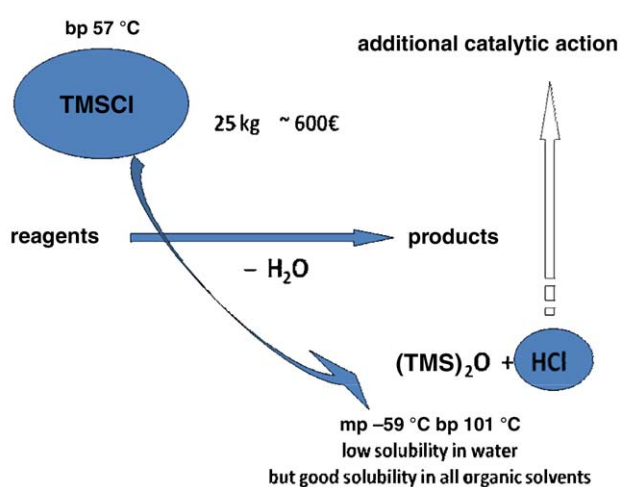 bp 57 °C
additional catalytic action
TMSCl
25 kg ~ 600€
reagents
products
– H₂O
(TMS)₂O + HCl
mp –59 °C bp 101 °C
low solubility in water
but good solubility in all organic solvents